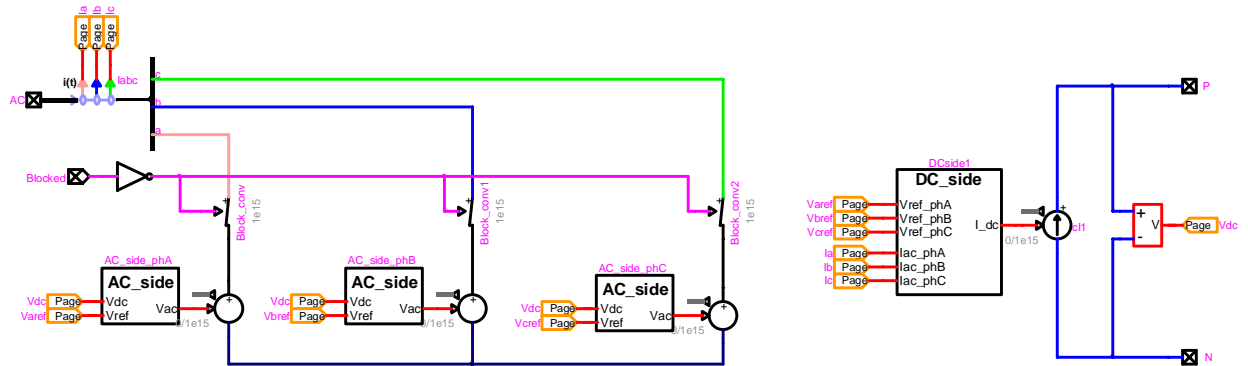 Ia
Ib
Ic
Page
Page
Page
i(t)
Iabc
AC
c
b
a
Blocked
Block_conv
1e15
Block_conv1
1e15
Block_conv2
1e15
AC_side_phA
AC_side
Vdc
Page
Vdc
Varef
Page
Vref
Vac
+
0/1e15
AC_side_phB
AC_side
Vdc
Page
Vdc
Vbref
Page
Vref
Vac
+
0/1e15
AC_side_phC
AC_side
Vdc
Page
Vdc
Vcref
Page
Vref
Vac
+
0/1e15
DCside1
DC_side
Varef
Page
Vref_phA
Vbref
Page
Vref_phB
Vcref
Page
Vref_phC
Ia
Page
Iac_phA
Ib
Page
Iac_phB
Ic
Page
Iac_phC
I_dc
0/1e15
+
cI1
P
+
-
V
Page
Vdc
N